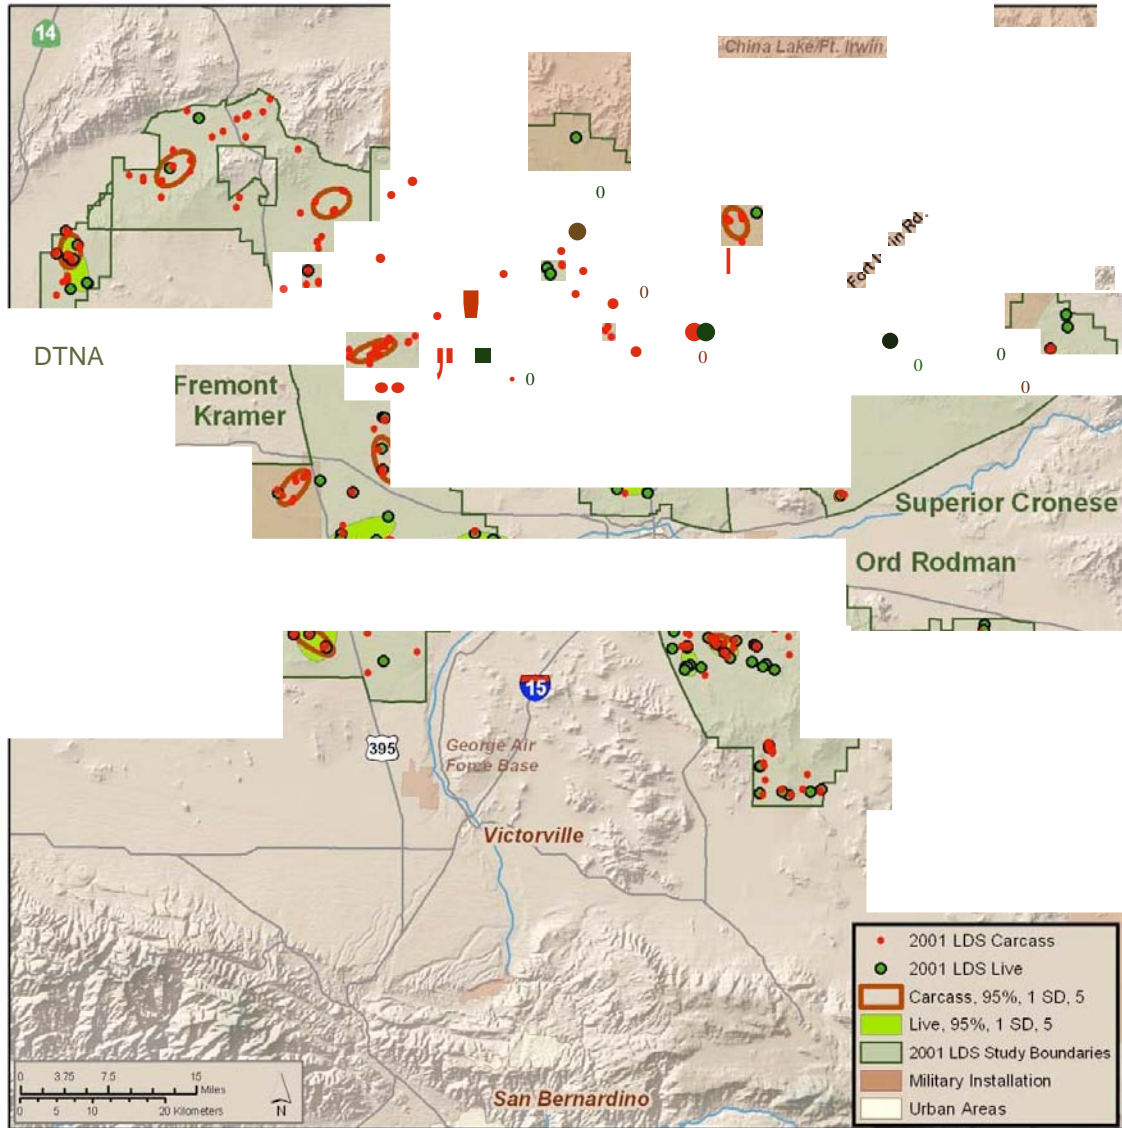 14
China Lake/Ft. Irwin
0
Fort I
in Rd.
0
0
0
0
0
0
DTNA
Fremont
Kramer
Superior Cronese
Ord Rodman
15
395
George Air
Force Base
Victorville
San Bernardino
2001 LDS Carcass
2001 LDS Live
Carcass, 95%, 1 SD, 5
Live, 95%, 1 SD, 5
2001 LDS Study Boundaries
Military Installation
Urban Areas
0 3.75 7.5 15
Miles
0 5 10 20 Kilometers
N